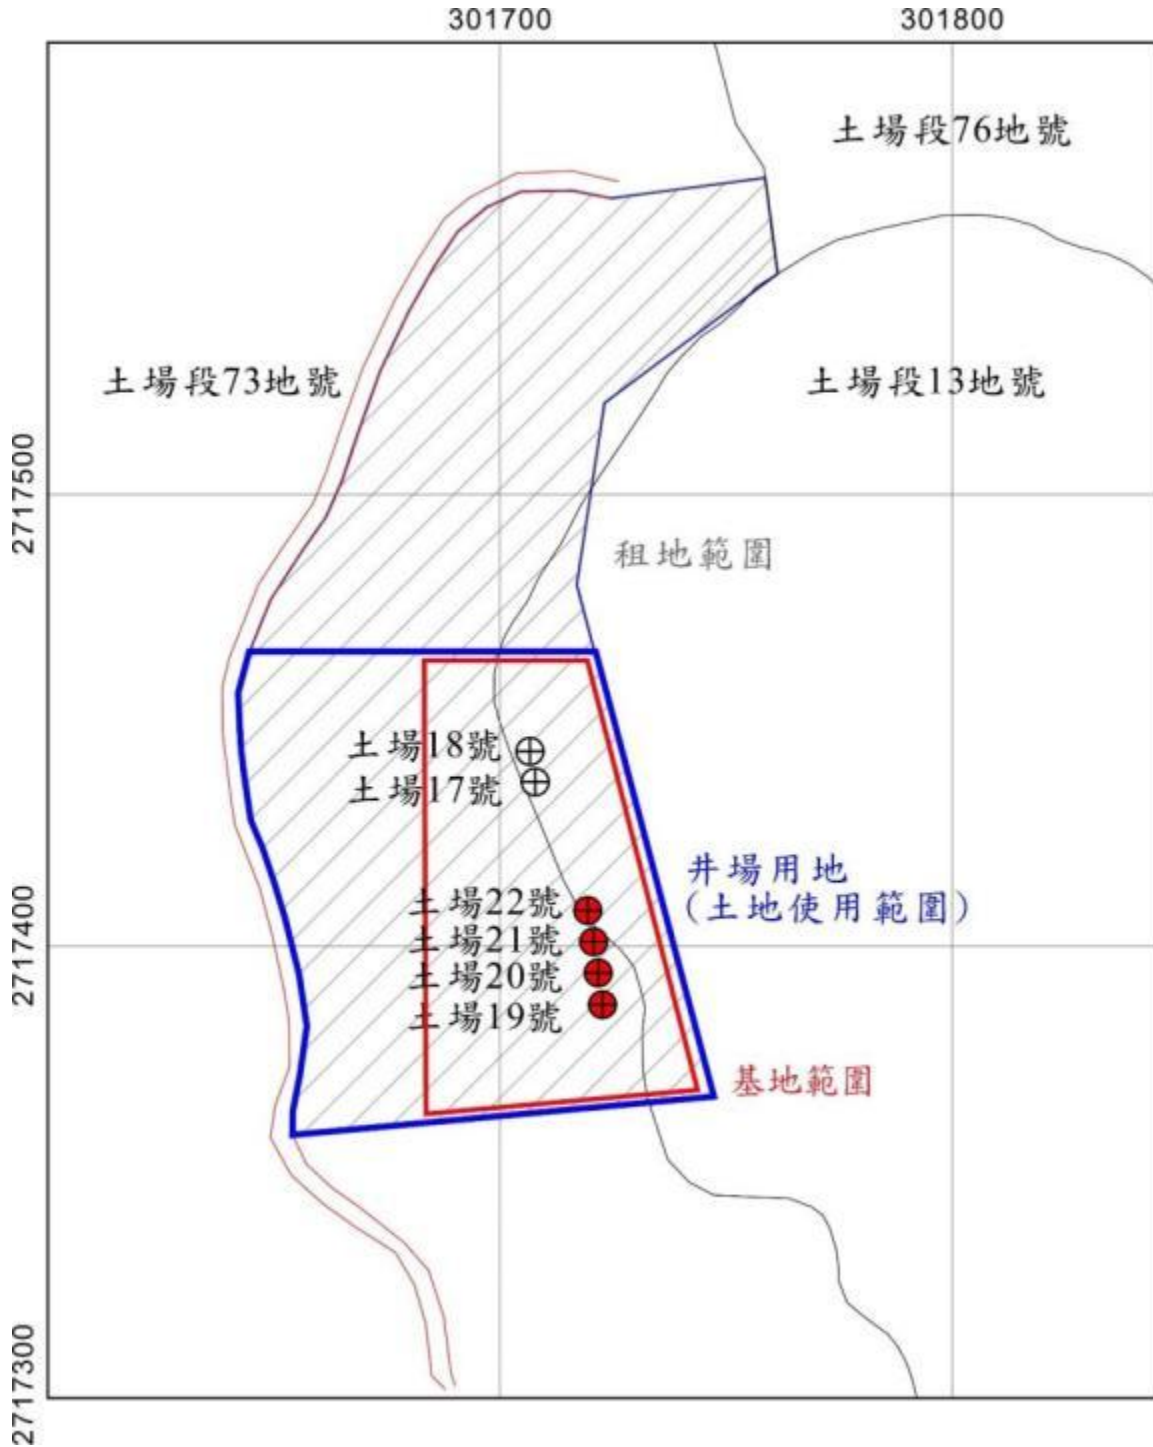 301700
301800
土場段76地號
土場段73地號
土場段13地號
2717500
租地範圍
土場18號
土場17號
井場用地
(土地使用範圍)
土場22號
2717400
土場21號
土場20號
土場19號
基地範圍
2717300